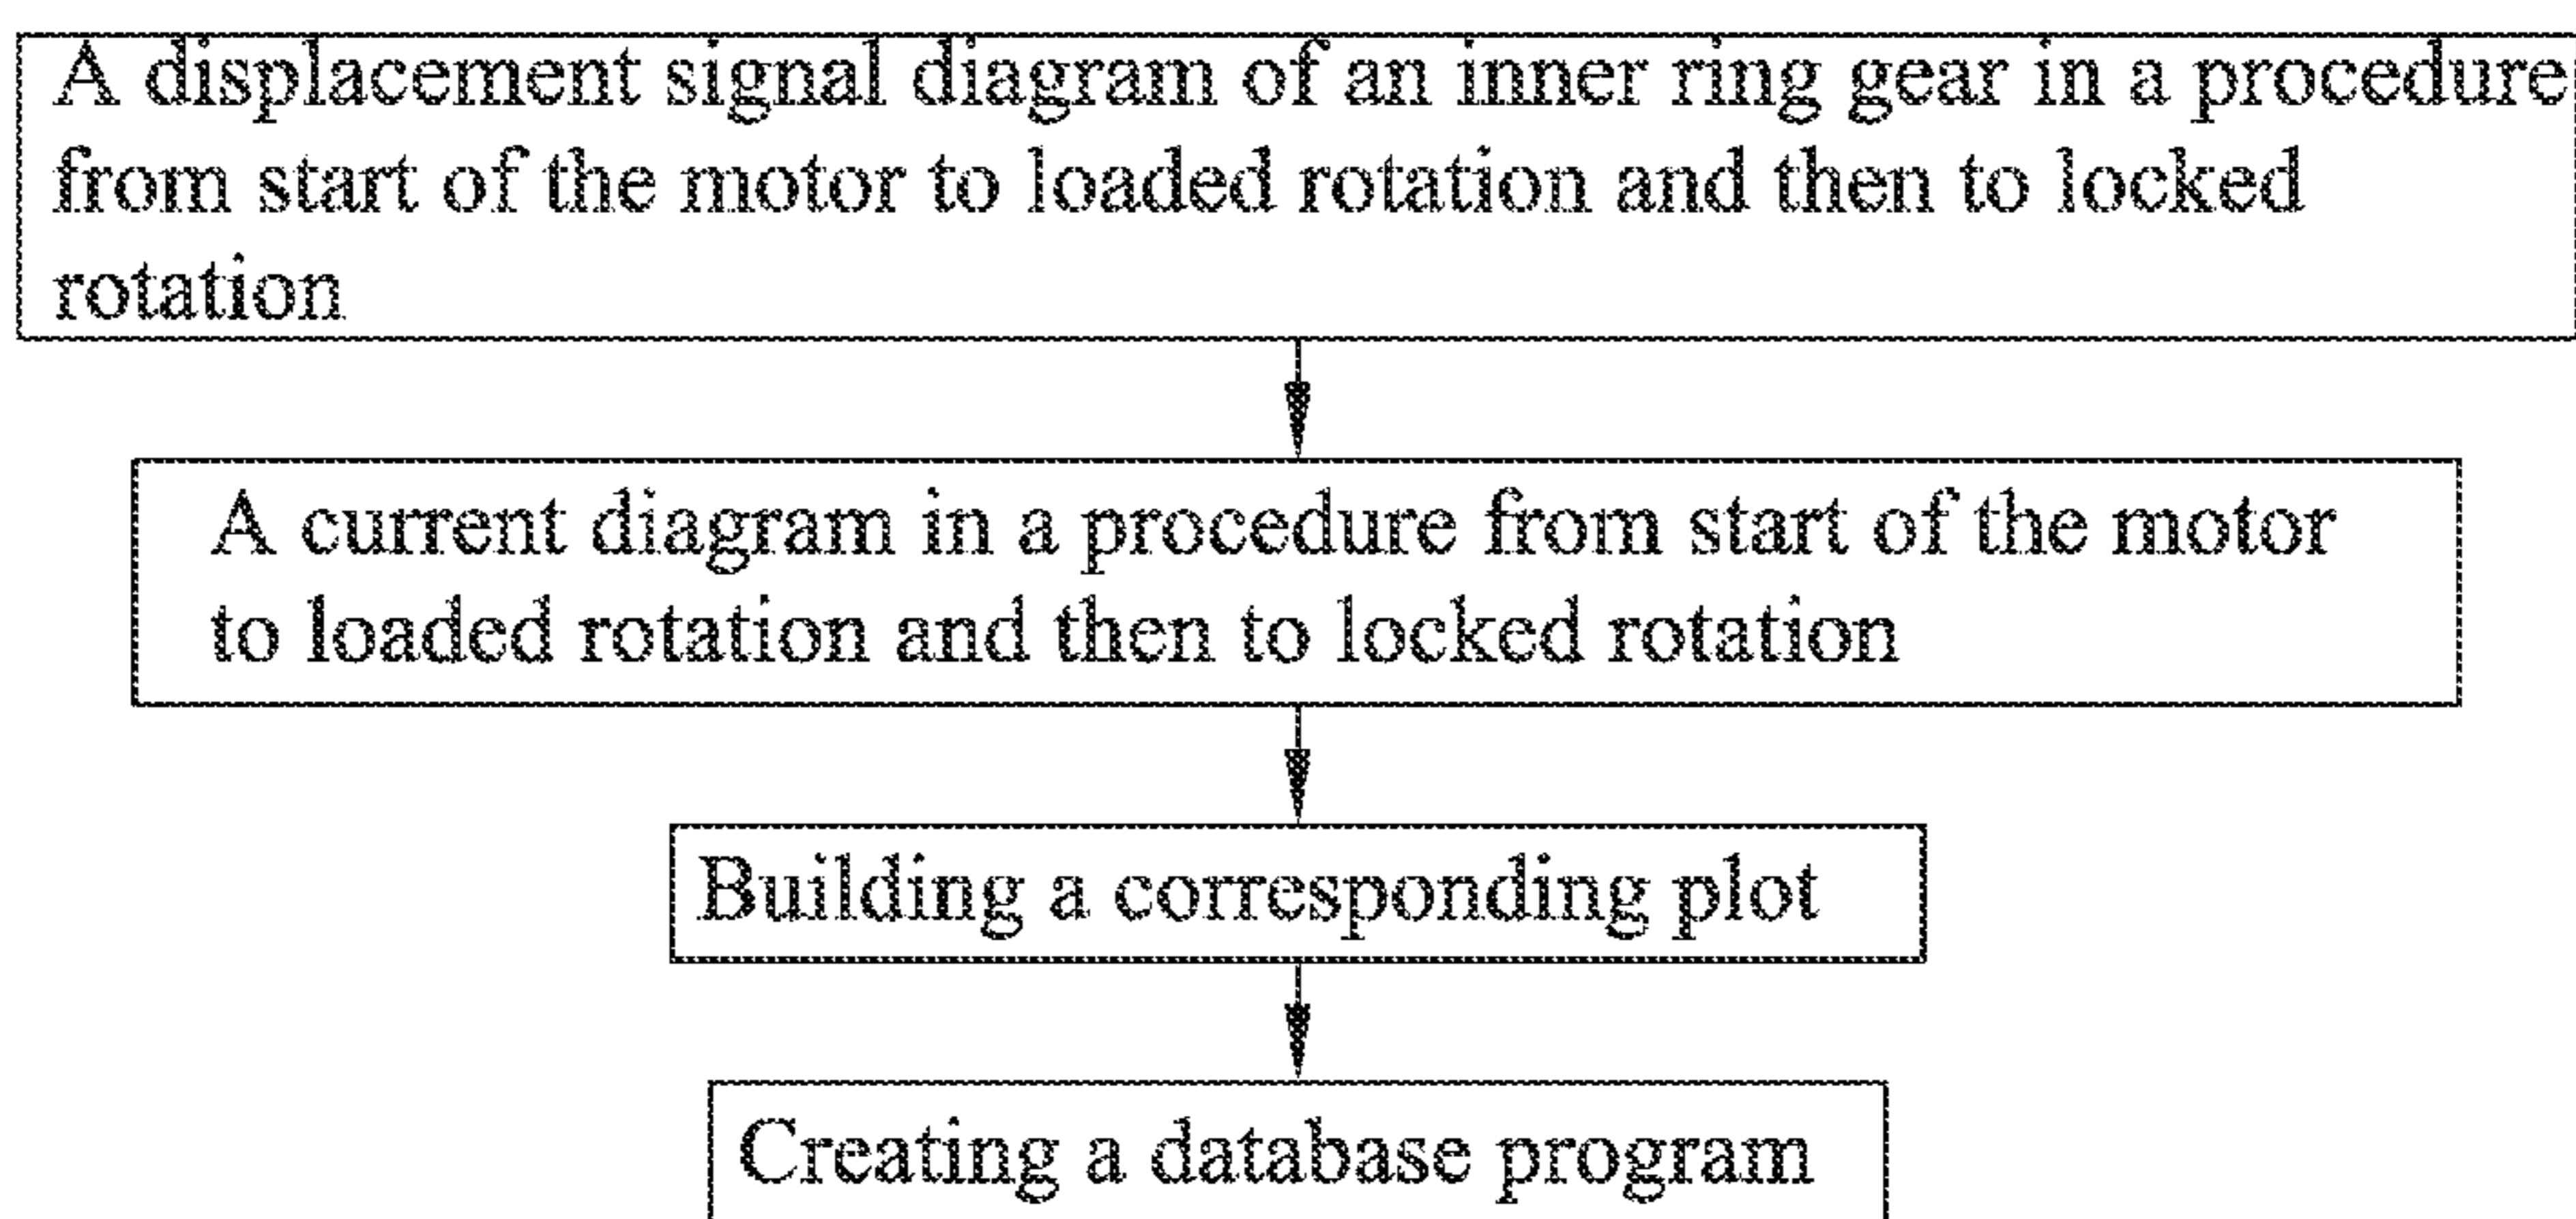 A displacement signal diagram of an inner ring gear in a procedure
from start of the motor to loaded rotation and then to locked
rotation
A current diagram in a procedure from start of the motor
to loaded rotation and then to locked rotation
Building a corresponding plot
Creating a database program